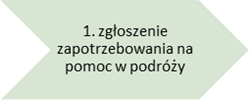 1. zgłoszenie
zapotrzebowania na
pomoc w podróży